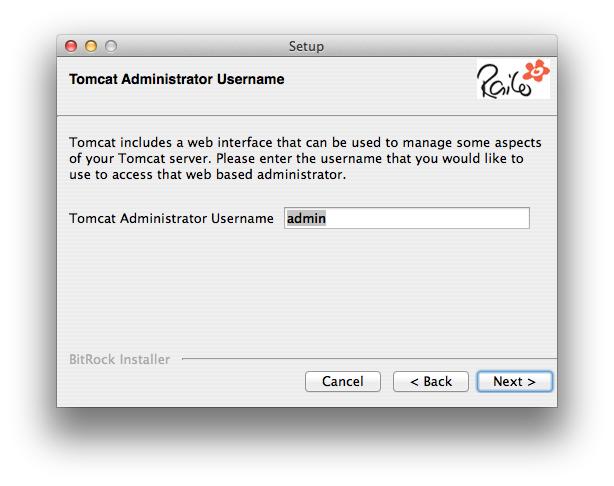 Setup
Tomcat Administrator Username
Railo
Tomcat includes a web interface that can be used to manage some aspects
of your Tomcat server. Please enter the username that you would like to
use to access that web based administrator.
Tomcat Administrator Username admin
BitRock Installer
Cancel < Back Next >